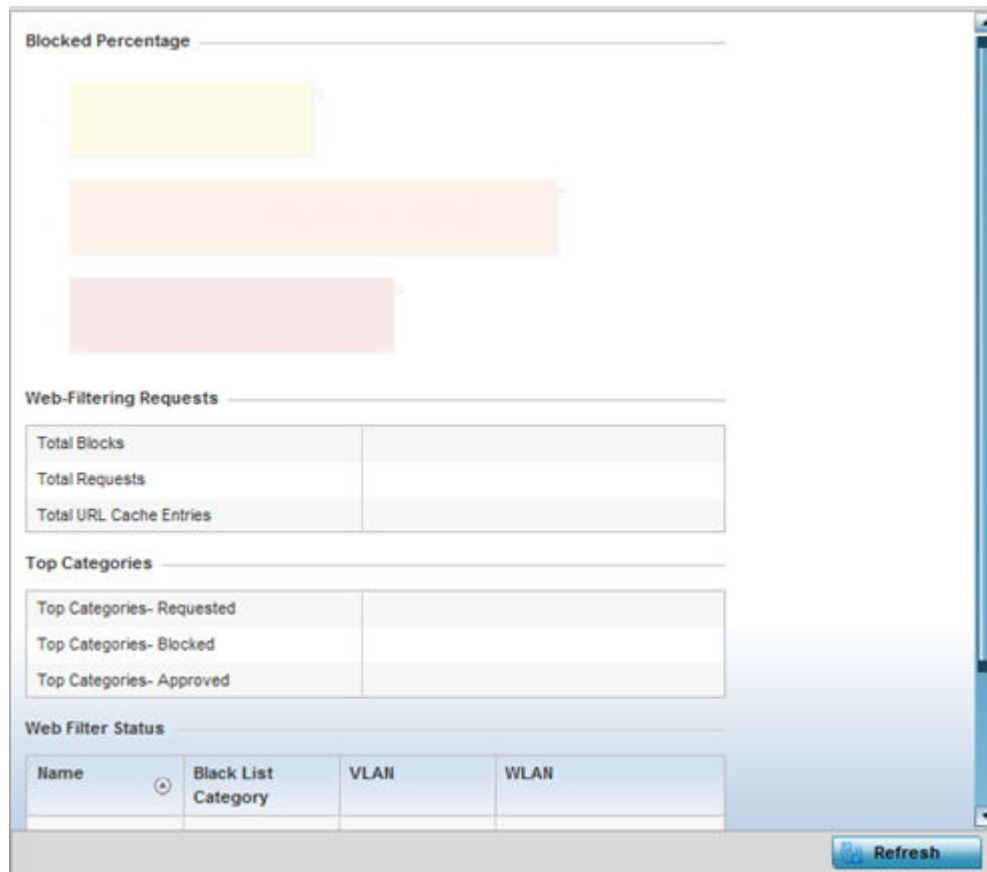 Blocked Percentage
Web-Filtering Requests
Total Blocks
Total Requests
Total URL Cache Entries
Top Categories
Top Categories- Requested
Top Categories- Blocked
Top Categories- Approved
Web Filter Status
Name
Black List Category
VLAN
WLAN
Refresh